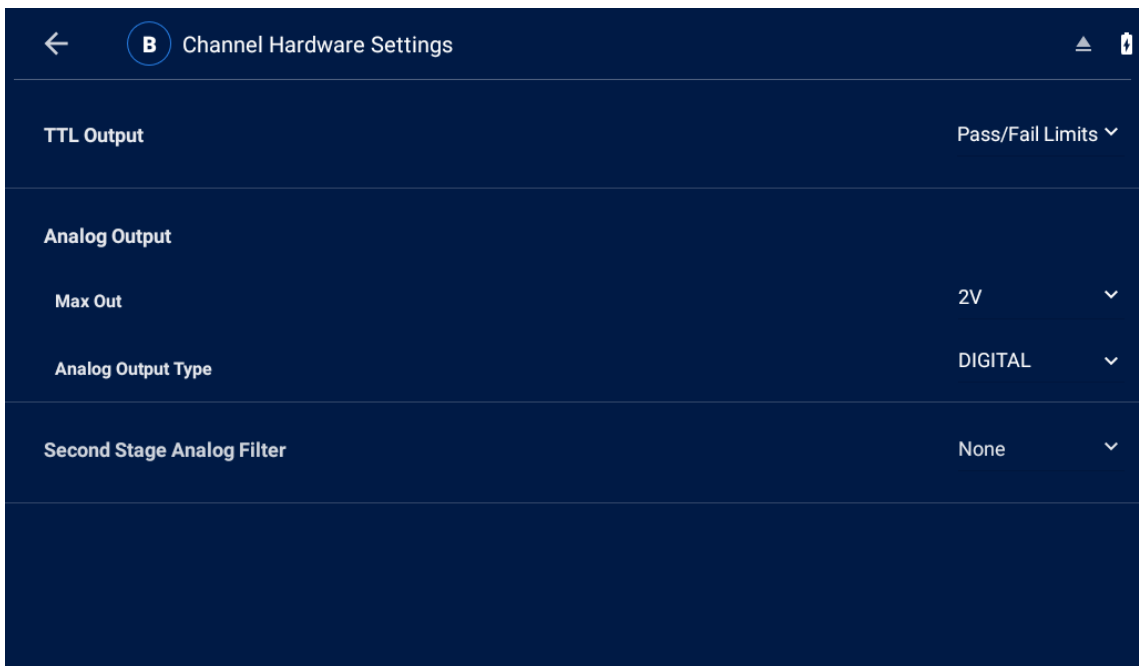 B Channel Hardware Settings
TTL Output Pass/Fail Limits
Analog Output
Max Out 2V
Analog Output Type DIGITAL
Second Stage Analog Filter None